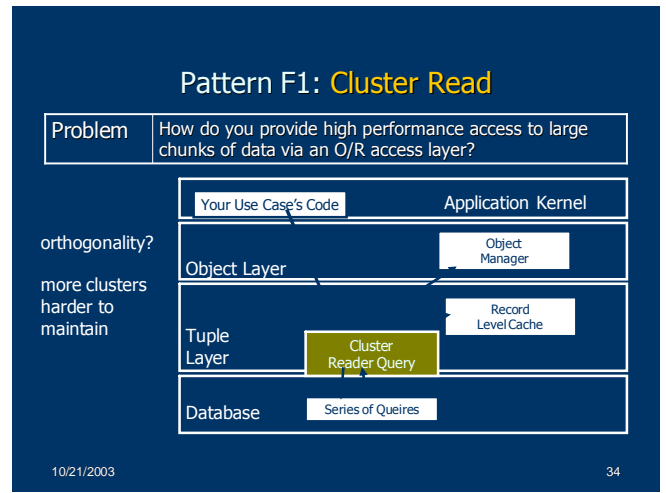 Pattern F1: Cluster Read
Problem
How do you provide high performance access to large
chunks of data via an O/R access layer?
Your Use Case's Code
Application Kernel
orthogonality?
more clusters
harder to
maintain
Object
Manager
Object Layer
Record
Level Cache
Tuple
Layer
Cluster
Reader Query
Database
Series of Queires
10/21/2003
34